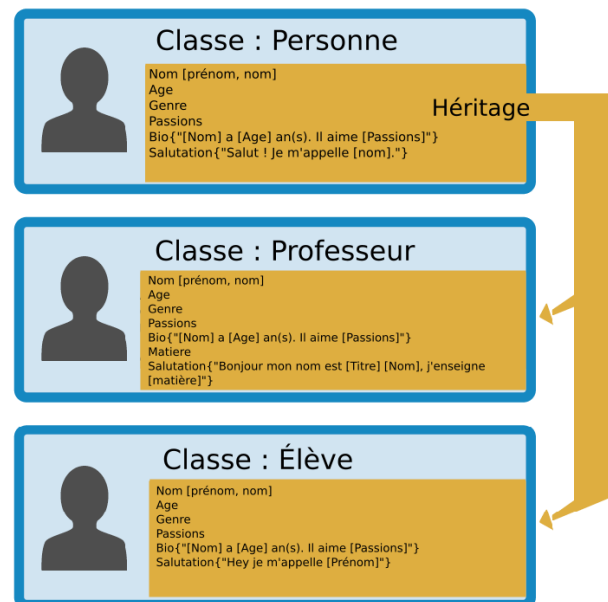 Classe : Personne
Nom [prénom, nom]
Age
Genre
Passions
Bio{"[Nom] a [Age] an(s). Il aime [Passions]"}
Salutation{"Salut ! Je m'appelle [nom]."}
Héritage
Classe : Professeur
Nom [prénom, nom]
Age
Genre
Passions
Bio{"[Nom] a [Age] an(s). Il aime [Passions]"}
Matiere
Salutation{"Bonjour mon nom est [Titre] [Nom], j'enseigne
[matière]"}
Classe : Élève
Nom [prénom, nom]
Age
Genre
Passions
Bio{"[Nom] a [Age] an(s). Il aime [Passions]"}
Salutation{"Hey je m'appelle [Prénom]"}